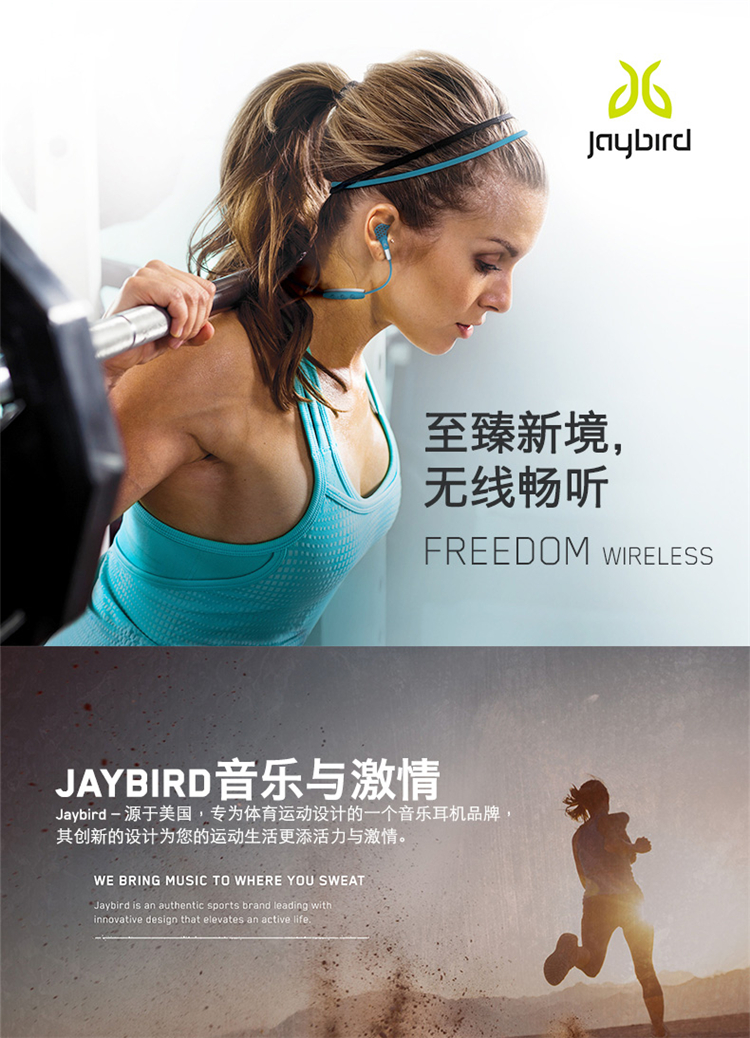 Jaybird
至臻新境,
无线畅听
FREEDOM WIRELESS
JAYBIRD音乐与激情
Jaybird – 源于美国，专为体育运动设计的一个音乐耳机品牌，
其创新的设计为您的运动生活更添活力与激情。
WE BRING MUSIC TO WHERE YOU SWEAT
Jaybird is an authentic sports brand leading with
innovative design that elevates an active life.